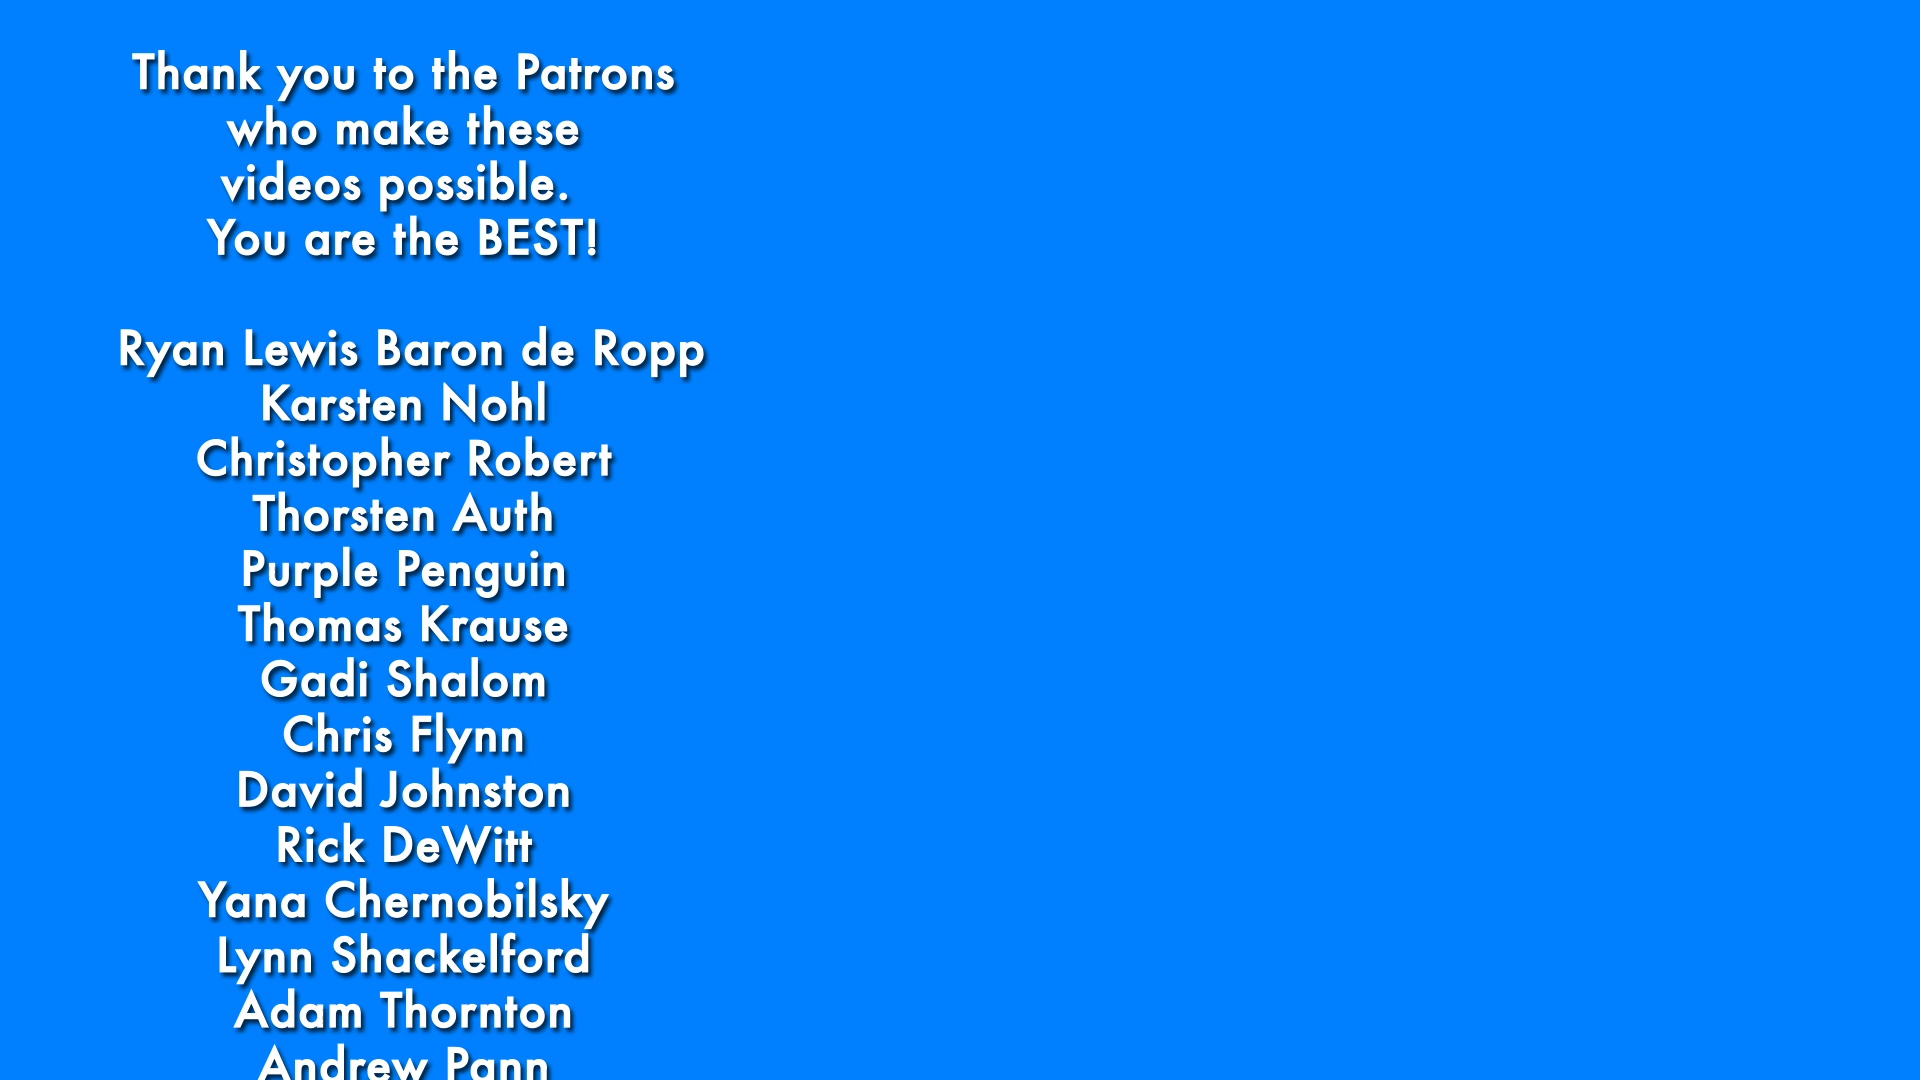 Thank you to the Patrons
who make these
videos possible.
You are the BEST!
Ryan Lewis Baron de Ropp
Karsten Nohl
Christopher Robert
Thorsten Auth
Purple Penguin
Thomas Krause
Gadi Shalom
Chris Flynn
David Johnston
Rick DeWitt
Yana Chernobilsky
Lynn Shackelford
Adam Thornton
Andrew Pann